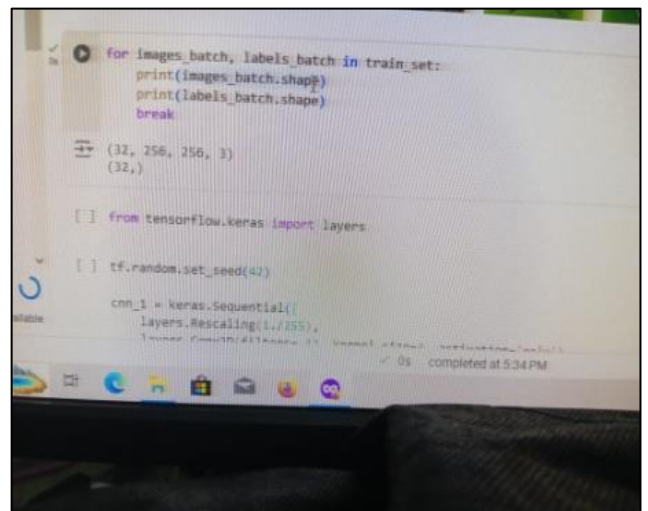 0s
for images_batch, labels_batch in train_set:
print(images_batch.shape)
print(labels_batch.shape)
break
(32, 256, 256, 3)
(32,)
[ ] from tensorflow.keras import layers
[ ] tf.random.set_seed(42)
cnn_1 = keras.Sequential([
layers.Rescaling(1./255),
0s completed at 5:34 PM